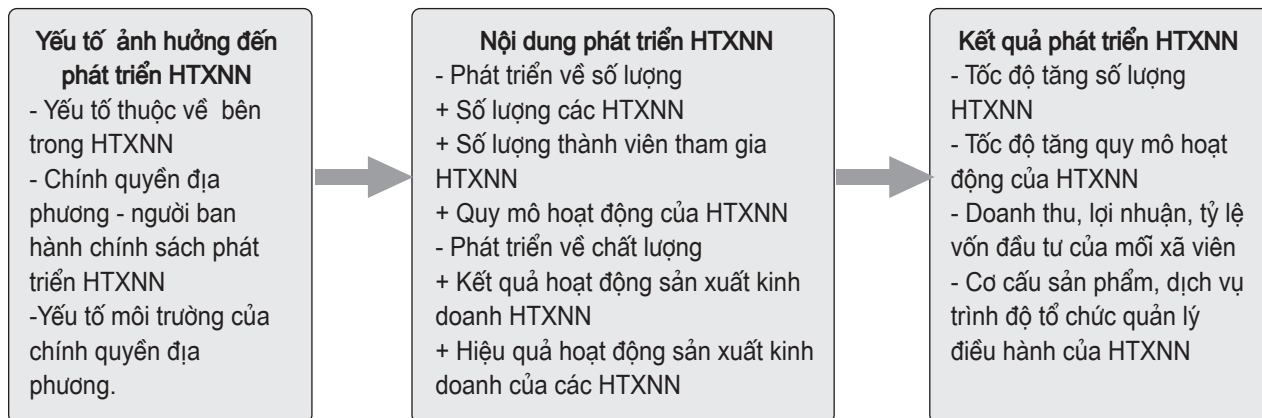 Yếu tố ảnh hưởng đến
phát triển HTXNN
- Yếu tố thuộc về bên
trong HTXNN
- Chính quyền địa
phương - người ban
hành chính sách phát
triển HTXNN
-Yếu tố môi trường của
chính quyền địa
phương.
Nội dung phát triển HTXNN
- Phát triển về số lượng
+ Số lượng các HTXNN
+ Số lượng thành viên tham gia
HTXNN
+ Quy mô hoạt động của HTXNN
- Phát triển về chất lượng
+ Kết quả hoạt động sản xuất kinh
doanh HTXNN
+ Hiệu quả hoạt động sản xuất kinh
doanh của các HTXNN
Kết quả phát triển HTXNN
- Tốc độ tăng số lượng
HTXNN
- Tốc độ tăng quy mô hoạt
động của HTXNN
- Doanh thu, lợi nhuận, tỷ lệ
vốn đầu tư của mỗi xã viên
- Cơ cấu sản phẩm, dịch vụ
trình độ tổ chức quản lý
điều hành của HTXNN